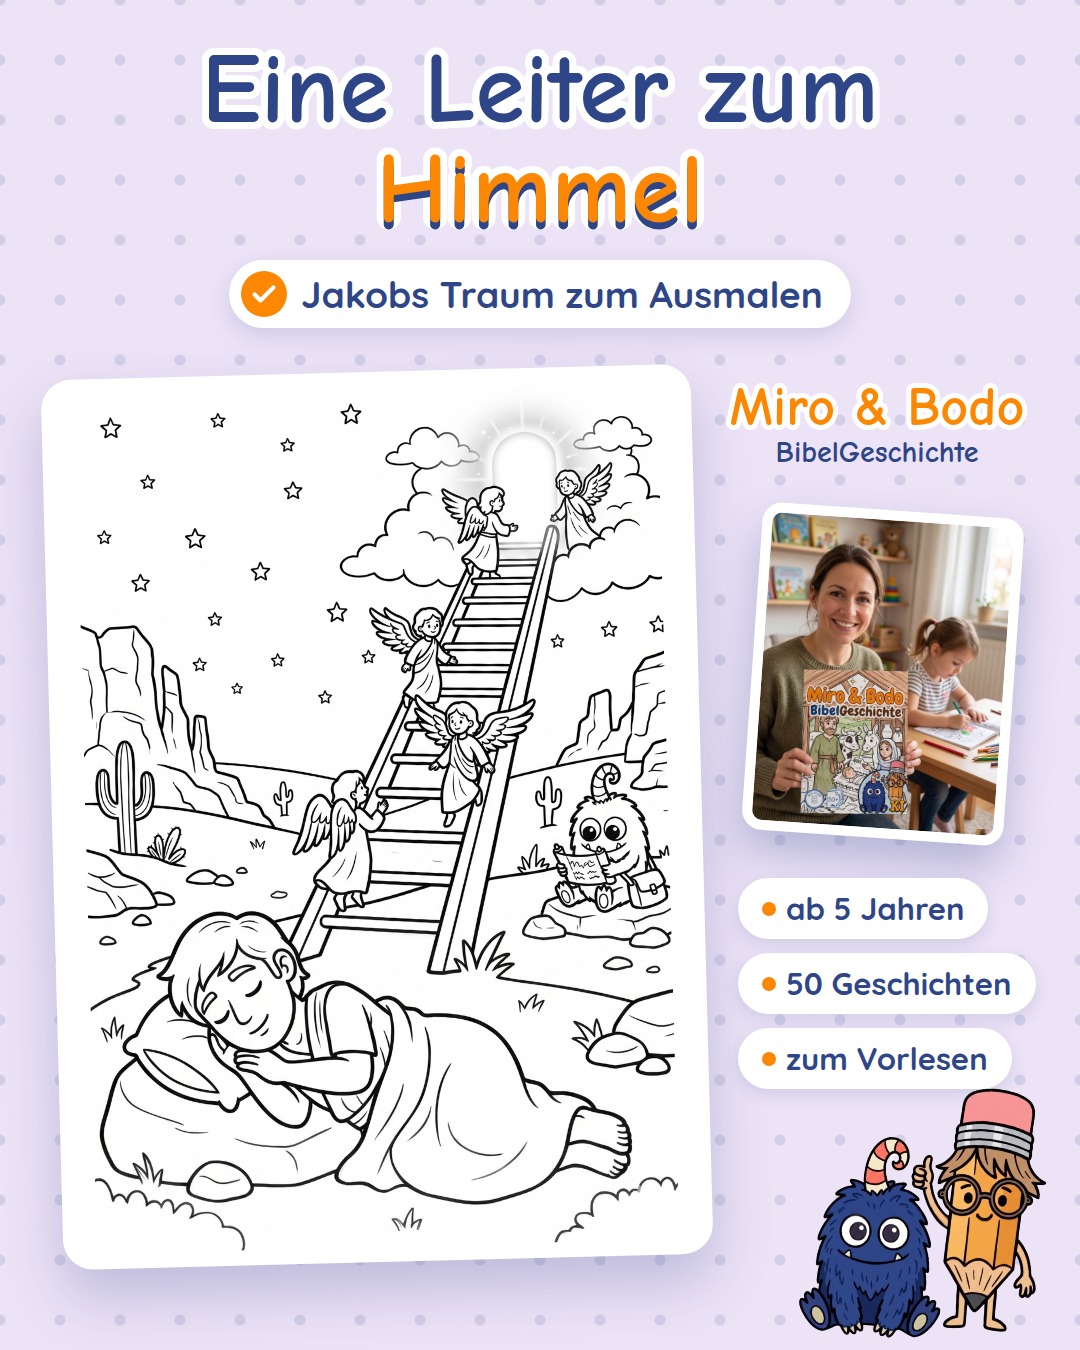 Eine Leiter zum
Himmel
Jakobs Traum zum Ausmalen
Miro & Bodo
BibelGeschichte
Miro & Bodo
BibelGeschichte
ab 5 Jahren
50 Geschichten
zum Vorlesen